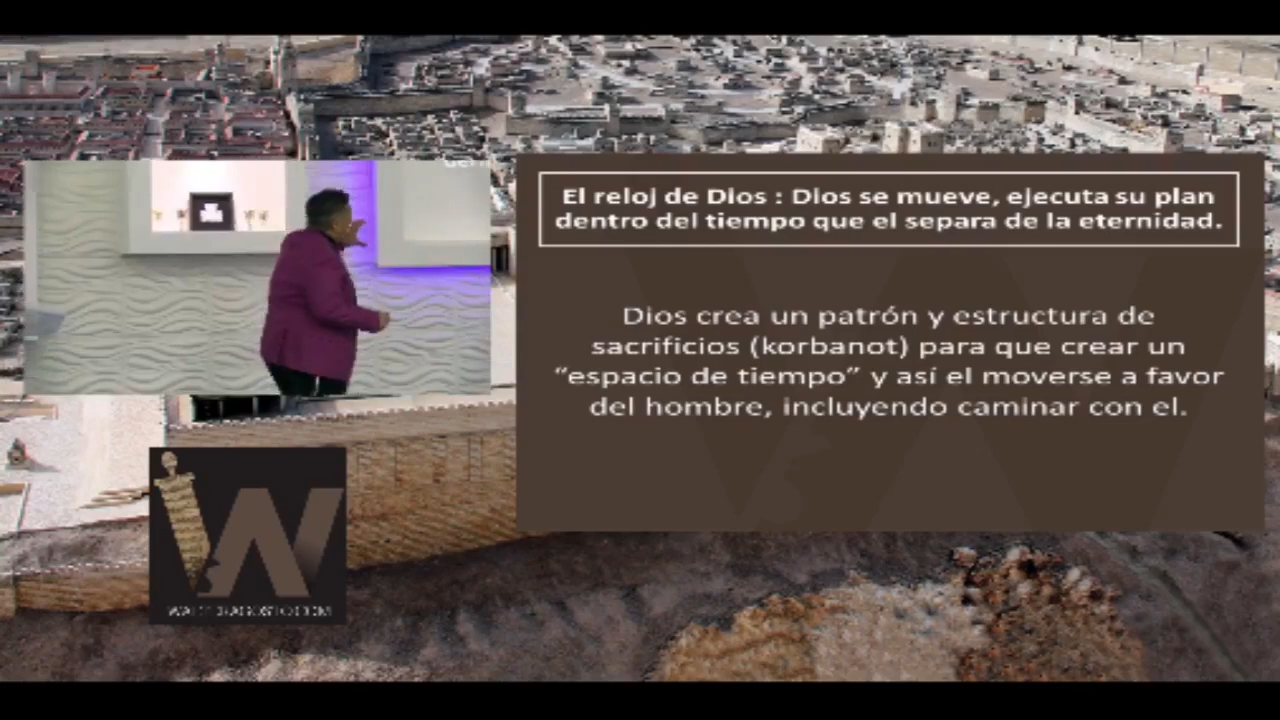 El reloj de Dios : Dios se mueve, ejecuta su plan
dentro del tiempo que el separa de la eternidad.
Dios crea un patrón y estructura de
sacrificios (korbanot) para que crear un
“espacio de tiempo” y así el moverse a favor
del hombre, incluyendo caminar con el.
W